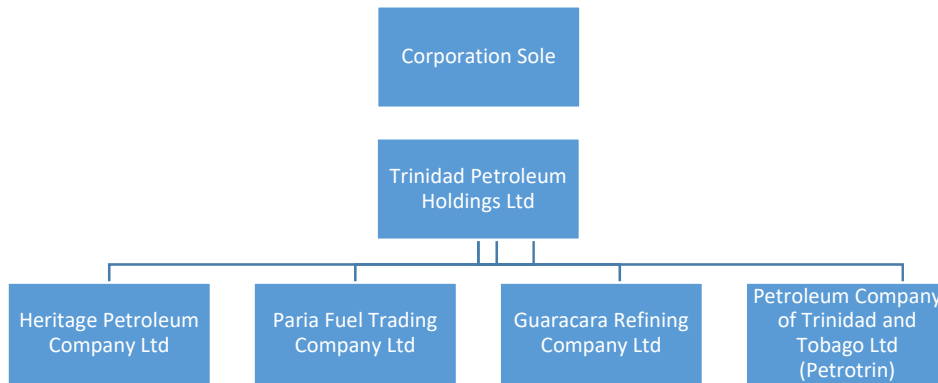 Corporation Sole
Trinidad Petroleum
Holdings Ltd
Heritage Petroleum
Company Ltd
Paria Fuel Trading
Company Ltd
Guaracara Refining
Company Ltd
Petroleum Company
of Trinidad and
Tobago Ltd
(Petrotrin)